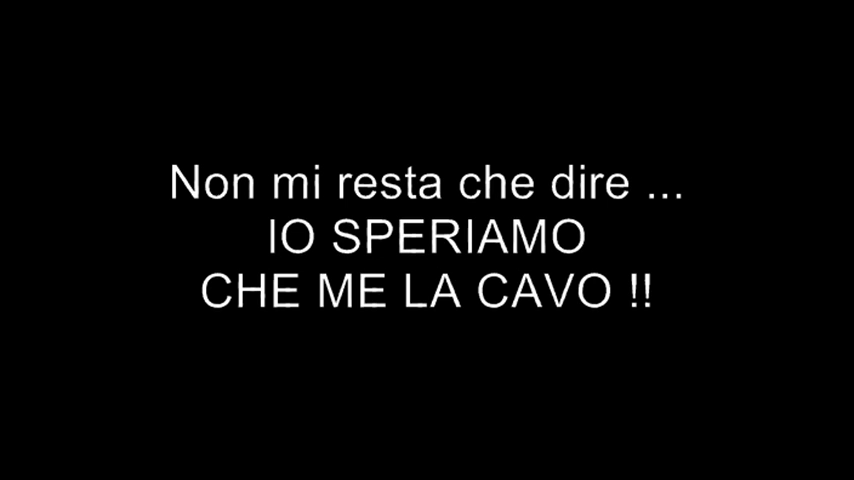 Non mi resta che dire ...
IO SPERIAMO
CHE ME LA CAVO !!